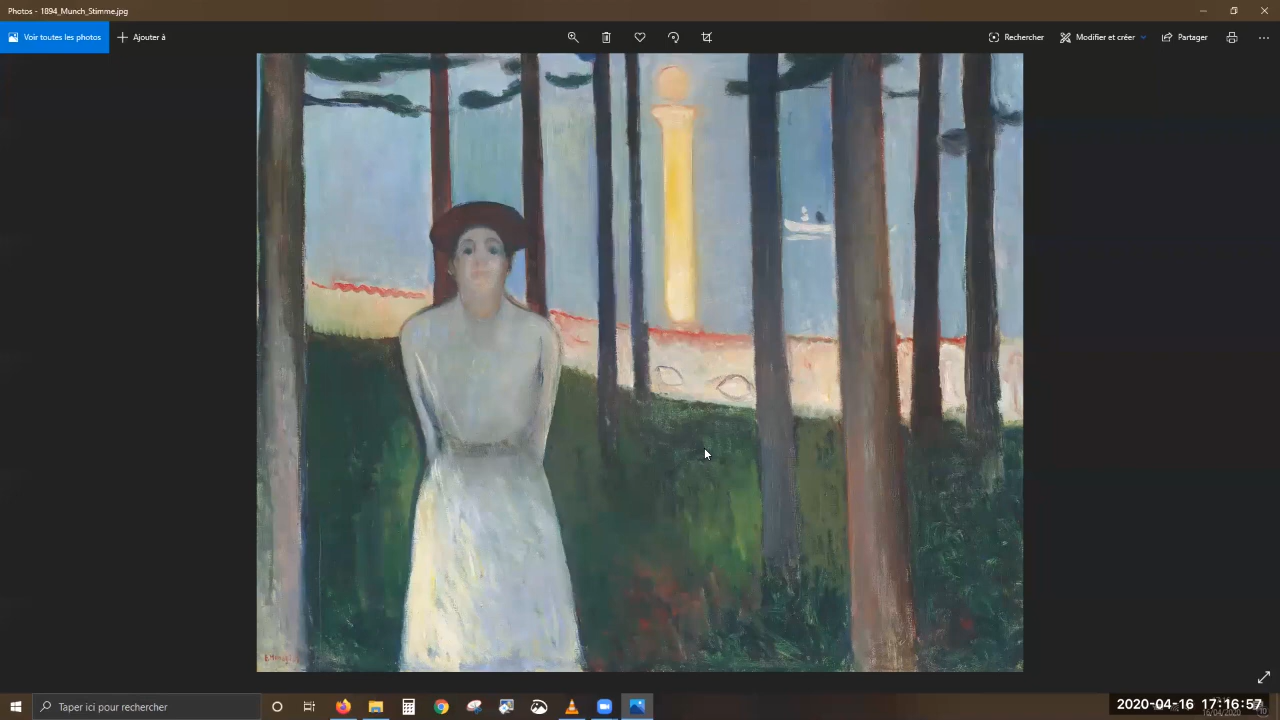 Photos - 1894_Munch_Stimme.jpg
Voir toutes les photos
Ajouter à
Rechercher
Modifier et créer
Partager
Taper ici pour rechercher
2020-04-16 17:16:57